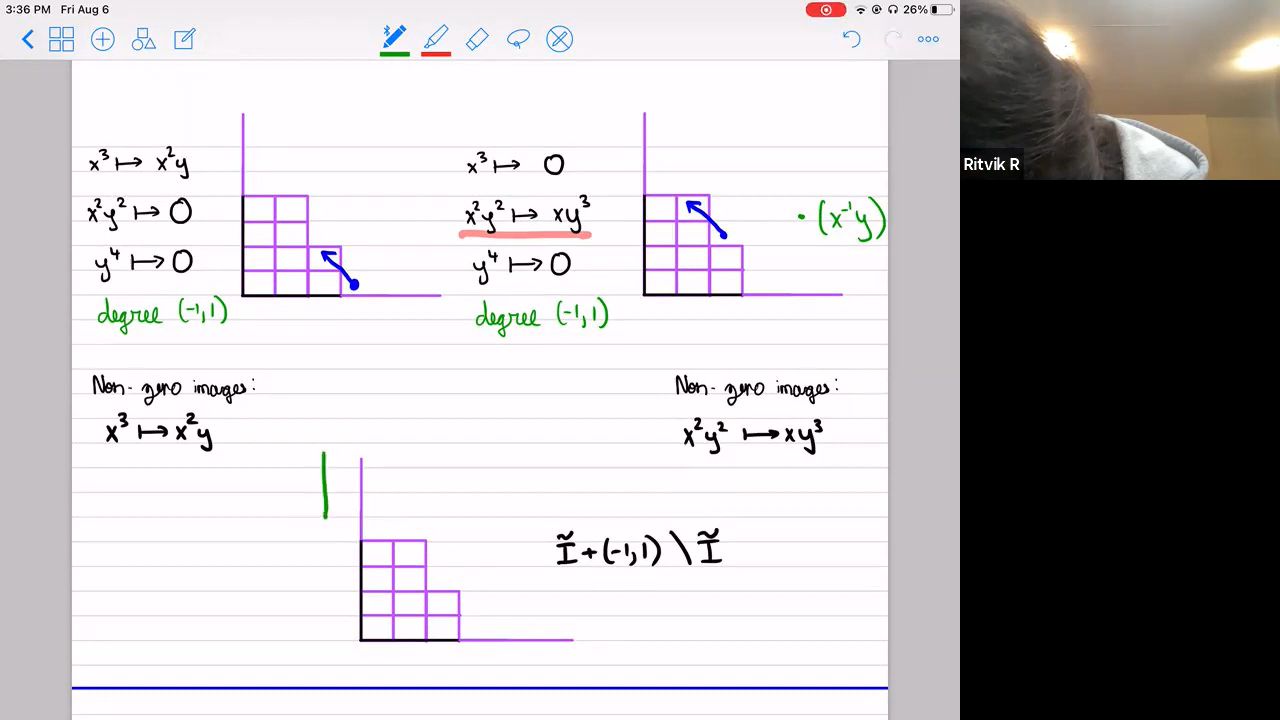 3:36 PM Fri Aug 6
26%
Ritvik R
x³ ↦ x²y
x²y² ↦ 0
y⁴ ↦ 0
degree (-1,1)
x³ ↦ 0
x²y² ↦ xy³
y⁴ ↦ 0
degree (-1,1)
· (x⁻¹y)
Non-zero images:
x³ ↦ x²y
Non-zero images:
x²y² ↦ xy³
Ĩ + (-1,1) \ Ĩ